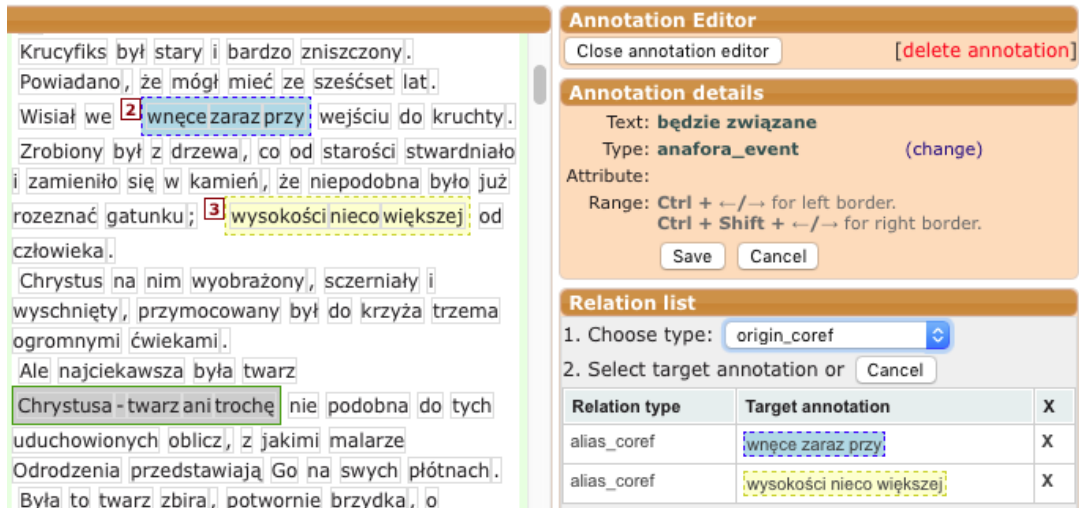 Krucyfiks był stary i bardzo zniszczony.
Powiadano, że mógł mieć ze sześćset lat.
Wisiał we 2 wnęce zaraz przy wejściu do kruchty.
Zrobiony był z drzewa, co od starości stwardniało
i zamieniło się w kamień, że niepodobna było już
rozeznać gatunku; 3 wysokości nieco większej od
człowieka.
Chrystus na nim wyobrażony, sczerniały i
wyschnięty, przymocowany był do krzyża trzema
ogromnymi ćwiekami.
Ale najciekawsza była twarz
Chrystusa - twarz ani trochę nie podobna do tych
uduchowionych oblicz, z jakimi malarze
Odrodzenia przedstawiają Go na swych płótnach.
Była to twarz zbira, potwornie brzydka, o
Annotation Editor
Close annotation editor [delete annotation]
Annotation details
Text: będzie związane
Type: anafora_event (change)
Attribute:
Range: Ctrl + ←/→ for left border.
Ctrl + Shift + ←/→ for right border.
Save Cancel
Relation list
1. Choose type: origin_coref
2. Select target annotation or Cancel
Relation type Target annotation X
alias_coref wnęce zaraz przy X
alias_coref wysokości nieco większej X